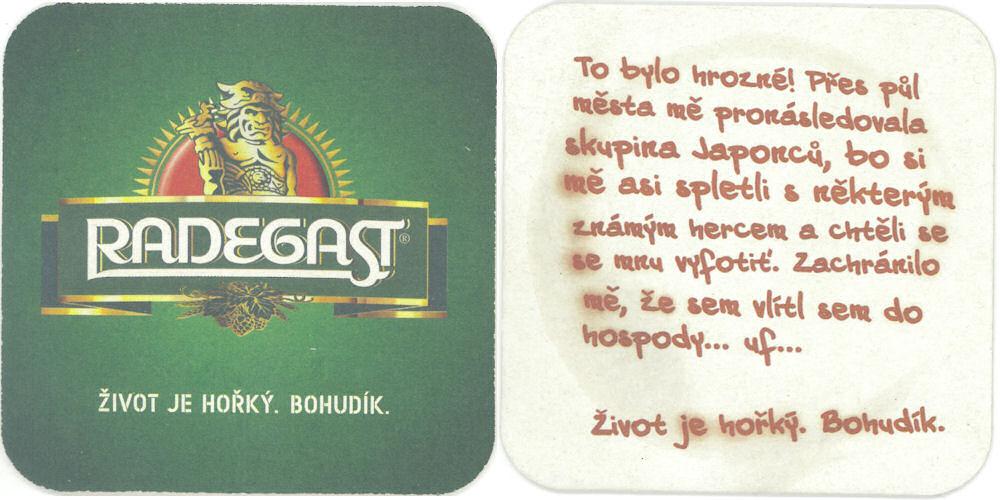 RADEGAST®
ŽIVOT JE HOŘKÝ. BOHUDÍK.
To bylo hrozné! Přes půl
města mě pronásledovala
skupina Japonců, bo si
mě asi spletli s některým
známým hercem a chtěli se
se mnu vyfotiť. Zachránilo
mě, že sem vlítl sem do
hospody... uf...
Život je hořký. Bohudík.